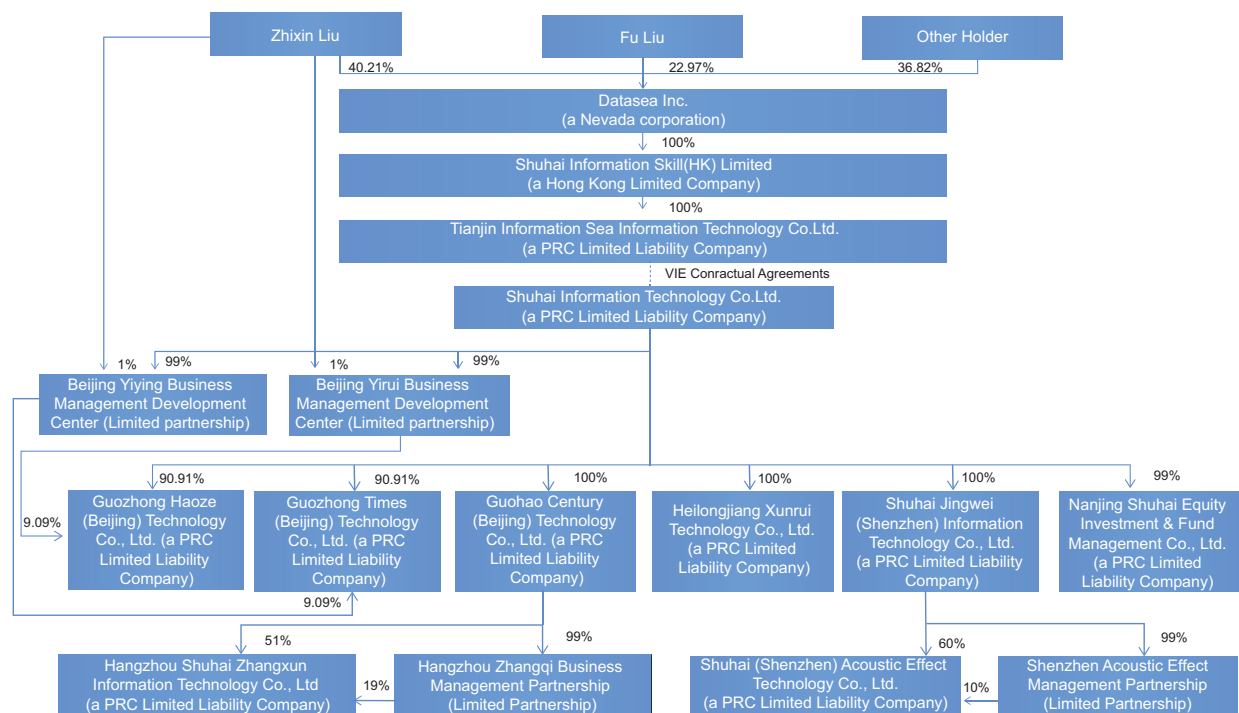 Zhixin Liu
Fu Liu
Other Holder
40.21%
22.97%
36.82%
Datasea Inc.
(a Nevada corporation)
100%
Shuhai Information Skill(HK) Limited
(a Hong Kong Limited Company)
100%
Tianjin Information Sea Information Technology Co.Ltd.
(a PRC Limited Liability Company)
VIE Conractual Agreements
Shuhai Information Technology Co.Ltd.
(a PRC Limited Liability Company)
1%
99%
1%
99%
Beijing Yiying Business
Management Development
Center (Limited partnership)
Beijing Yirui Business
Management Development
Center (Limited partnership)
90.91%
90.91%
100%
100%
100%
99%
9.09%
Guozhong Haoze
(Beijing) Technology
Co., Ltd. (a PRC
Limited Liability
Company)
Guozhong Times
(Beijing) Technology
Co., Ltd. (a PRC
Limited Liability
Company)
Guohao Century
(Beijing) Technology
Co., Ltd. (a PRC
Limited Liability
Company)
Heilongjiang Xunrui
Technology Co., Ltd.
(a PRC Limited
Liability Company)
Shuhai Jingwei
(Shenzhen) Information
Technology Co., Ltd.
(a PRC Limited Liability
Company)
Nanjing Shuhai Equity
Investment & Fund
Management Co., Ltd.
(a PRC Limited
Liability Company)
9.09%
51%
99%
60%
99%
Hangzhou Shuhai Zhangxun
Information Technology Co., Ltd
(a PRC Limited Liability Company)
19%
Hangzhou Zhangqi Business
Management Partnership
(Limited Partnership)
Shuhai (Shenzhen) Acoustic Effect
Technology Co., Ltd.
(a PRC Limited Liability Company)
10%
Shenzhen Acoustic Effect
Management Partnership
(Limited Partnership)